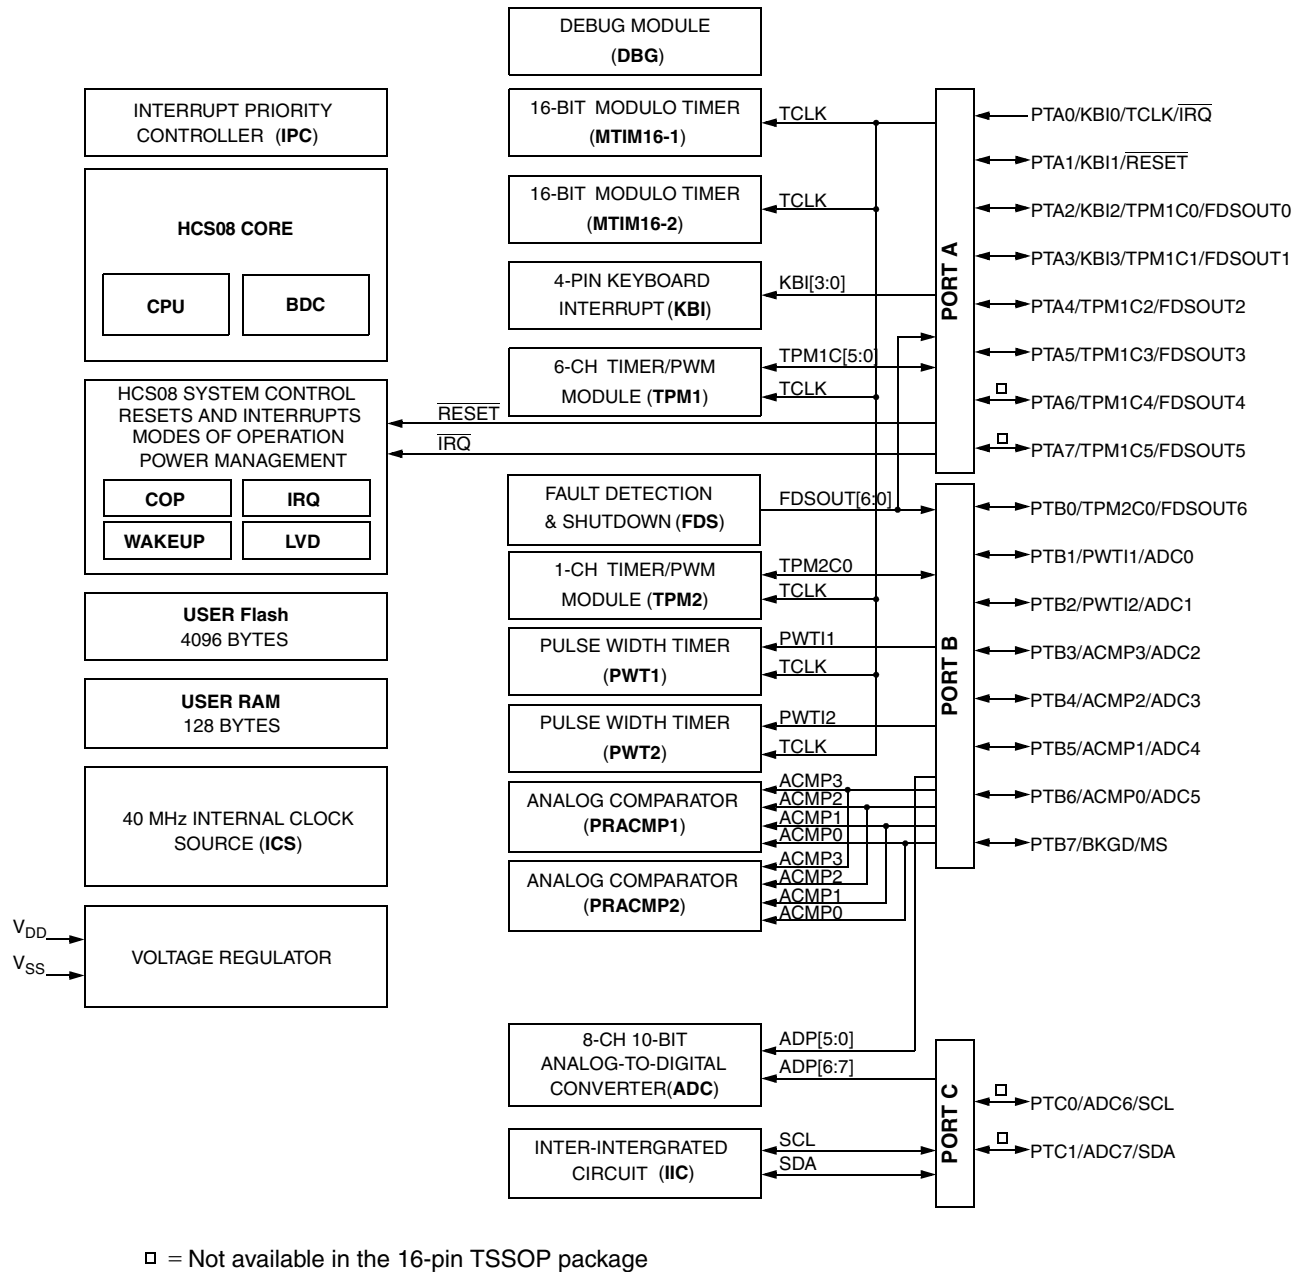 DEBUG MODULE
(DBG)
INTERRUPT PRIORITY
CONTROLLER (IPC)
HCS08 CORE
CPU
BDC
HCS08 SYSTEM CONTROL
RESETS AND INTERRUPTS
MODES OF OPERATION
POWER MANAGEMENT
COP
IRQ
WAKEUP
LVD
USER Flash
4096 BYTES
USER RAM
128 BYTES
40 MHz INTERNAL CLOCK
SOURCE (ICS)
VDD
VSS
VOLTAGE REGULATOR
RESET
IRQ
16-BIT MODULO TIMER
(MTIM16-1)
TCLK
16-BIT MODULO TIMER
(MTIM16-2)
TCLK
4-PIN KEYBOARD
INTERRUPT (KBI)
KBI[3:0]
6-CH TIMER/PWM
MODULE (TPM1)
TPM1C[5:0]
TCLK
FAULT DETECTION
& SHUTDOWN (FDS)
FDSOUT[6:0]
1-CH TIMER/PWM
MODULE (TPM2)
TPM2C0
TCLK
PULSE WIDTH TIMER
(PWT1)
PWTI1
TCLK
PULSE WIDTH TIMER
(PWT2)
PWTI2
TCLK
ANALOG COMPARATOR
(PRACMP1)
ACMP3
ACMP2
ACMP1
ACMP0
ANALOG COMPARATOR
(PRACMP2)
ACMP3
ACMP2
ACMP1
ACMP0
8-CH 10-BIT
ANALOG-TO-DIGITAL
CONVERTER(ADC)
ADP[5:0]
ADP[6:7]
INTER-INTERGRATED
CIRCUIT (IIC)
SCL
SDA
PORT A
PTA0/KBI0/TCLK/IRQ
PTA1/KBI1/RESET
PTA2/KBI2/TPM1C0/FDSOUT0
PTA3/KBI3/TPM1C1/FDSOUT1
PTA4/TPM1C2/FDSOUT2
PTA5/TPM1C3/FDSOUT3
PTA6/TPM1C4/FDSOUT4
PTA7/TPM1C5/FDSOUT5
PORT B
PTB0/TPM2C0/FDSOUT6
PTB1/PWTI1/ADC0
PTB2/PWTI2/ADC1
PTB3/ACMP3/ADC2
PTB4/ACMP2/ADC3
PTB5/ACMP1/ADC4
PTB6/ACMP0/ADC5
PTB7/BKGD/MS
PORT C
PTC0/ADC6/SCL
PTC1/ADC7/SDA
= Not available in the 16-pin TSSOP package